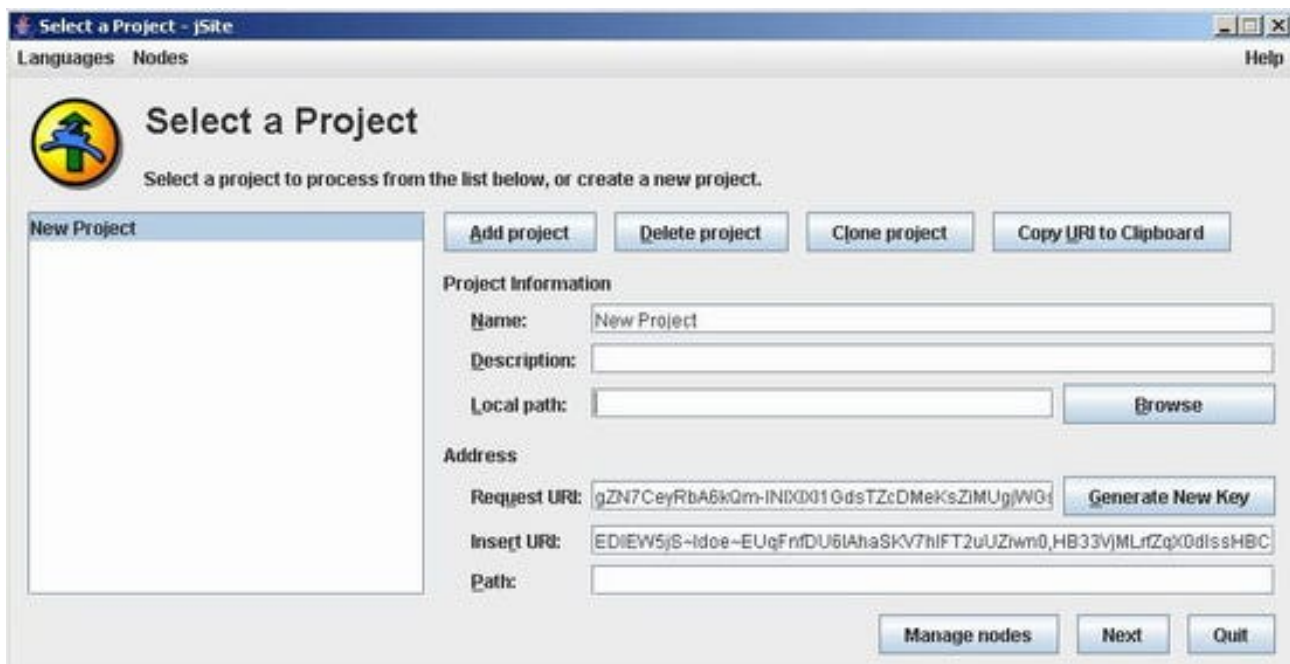 Select a Project - jSite
Languages Nodes Help
Select a Project
Select a project to process from the list below, or create a new project.
New Project
Add project Delete project Clone project Copy URI to Clipboard
Project Information
Name: New Project
Description:
Local path: Browse
Address
Request URI: Generate New Key
Insert URI:
Path:
Manage nodes Next Quit